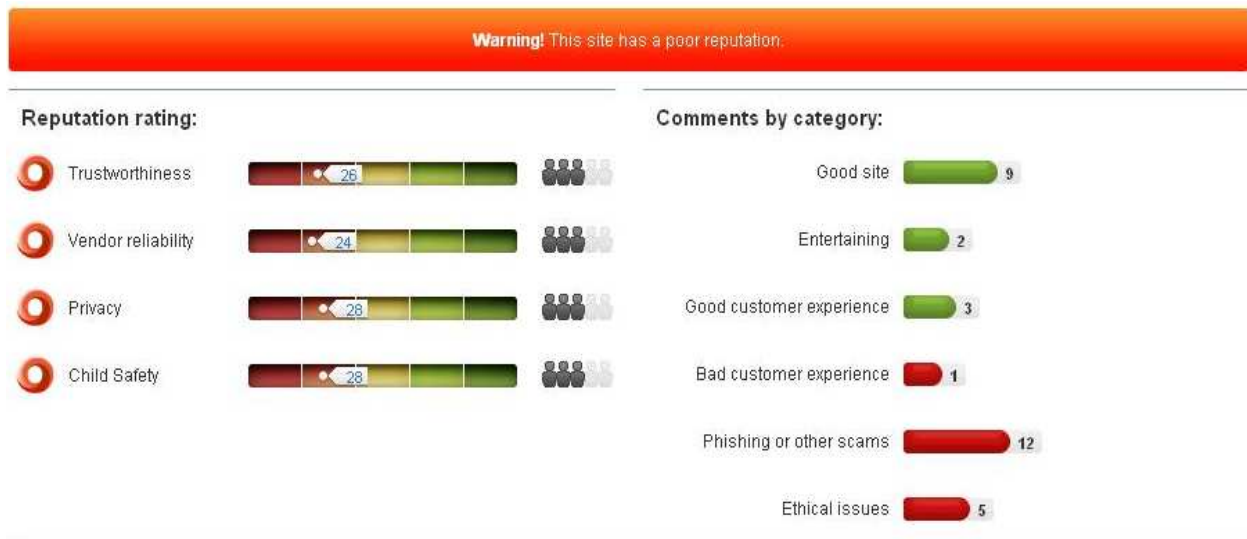 Warning! This site has a poor reputation.
Reputation rating:
Trustworthiness 26
Vendor reliability 24
Privacy 28
Child Safety 28
Comments by category:
Good site 9
Entertaining 2
Good customer experience 3
Bad customer experience 1
Phishing or other scams 12
Ethical issues 5